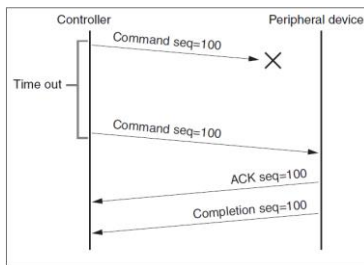 Controller
Peripheral device
Command seq=100
Time out
Command seq=100
ACK seq=100
Completion seq=100